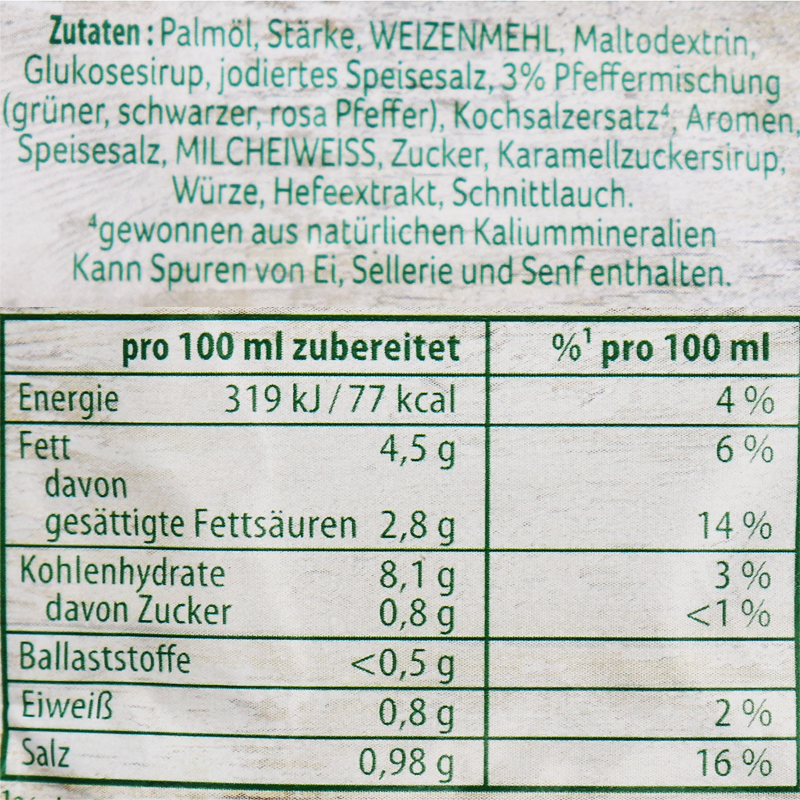 Zutaten : Palmöl, Stärke, WEIZENMEHL, Maltodextrin,
Glukosesirup, jodiertes Speisesalz, 3% Pfeffermischung
(grüner, schwarzer, rosa Pfeffer), Kochsalzersatz⁴, Aromen,
Speisesalz, MILCHEIWEISS, Zucker, Karamellzuckersirup,
Würze, Hefeextrakt, Schnittlauch.
⁴gewonnen aus natürlichen Kaliummineralien
Kann Spuren von Ei, Sellerie und Senf enthalten.
pro 100 ml zubereitet %¹ pro 100 ml
Energie 319 kJ / 77 kcal 4 %
Fett 4,5 g 6 %
davon
gesättigte Fettsäuren 2,8 g 14 %
Kohlenhydrate 8,1 g 3 %
davon Zucker 0,8 g <1 %
Ballaststoffe <0,5 g
Eiweiß 0,8 g 2 %
Salz 0,98 g 16 %